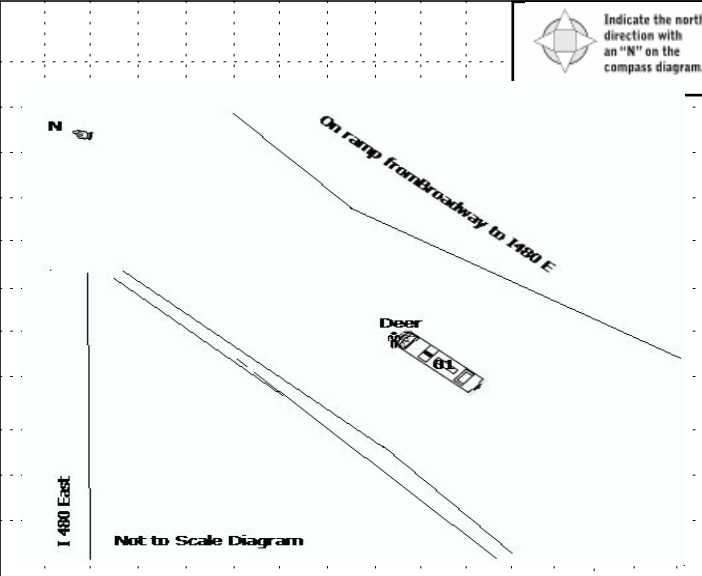 Indicate the north
direction with
an “N” on the
compass diagram.
N
On ramp fromBroadway to I480 E
Deer
01
I 480 East
Not to Scale Diagram